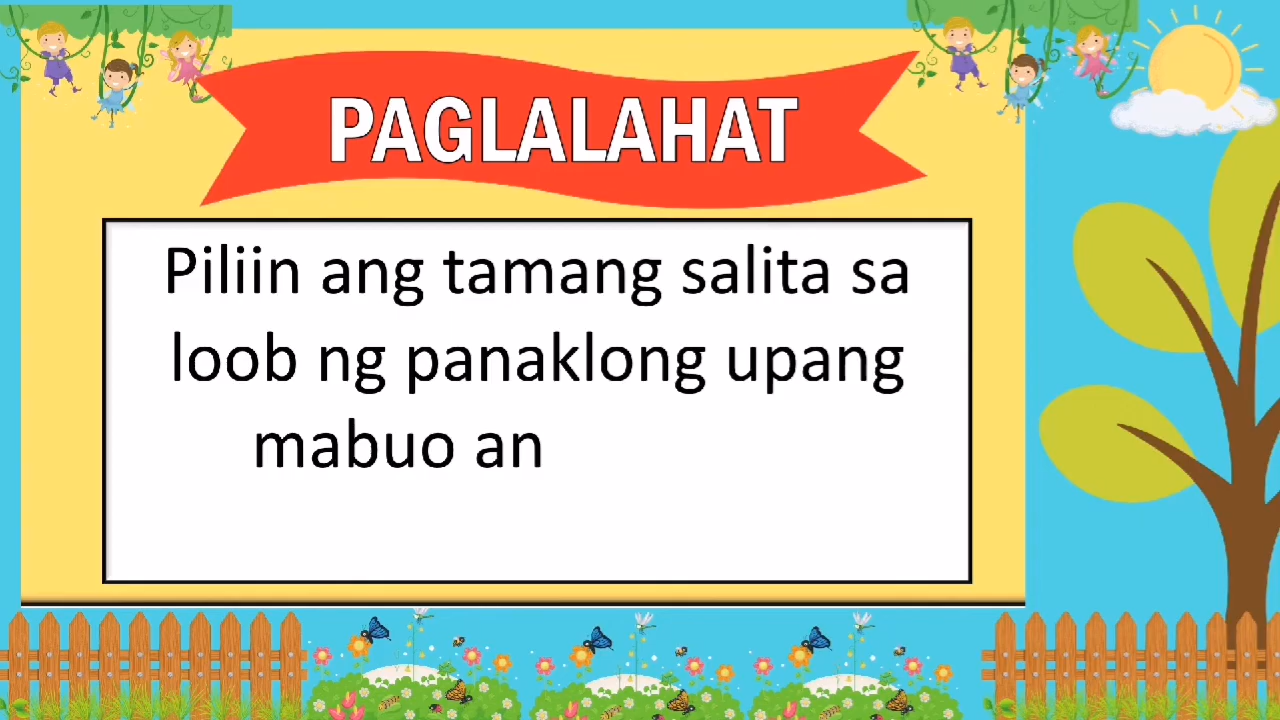 PAGLALAHAT
Piliin ang tamang salita sa
loob ng panaklong upang
mabuo an